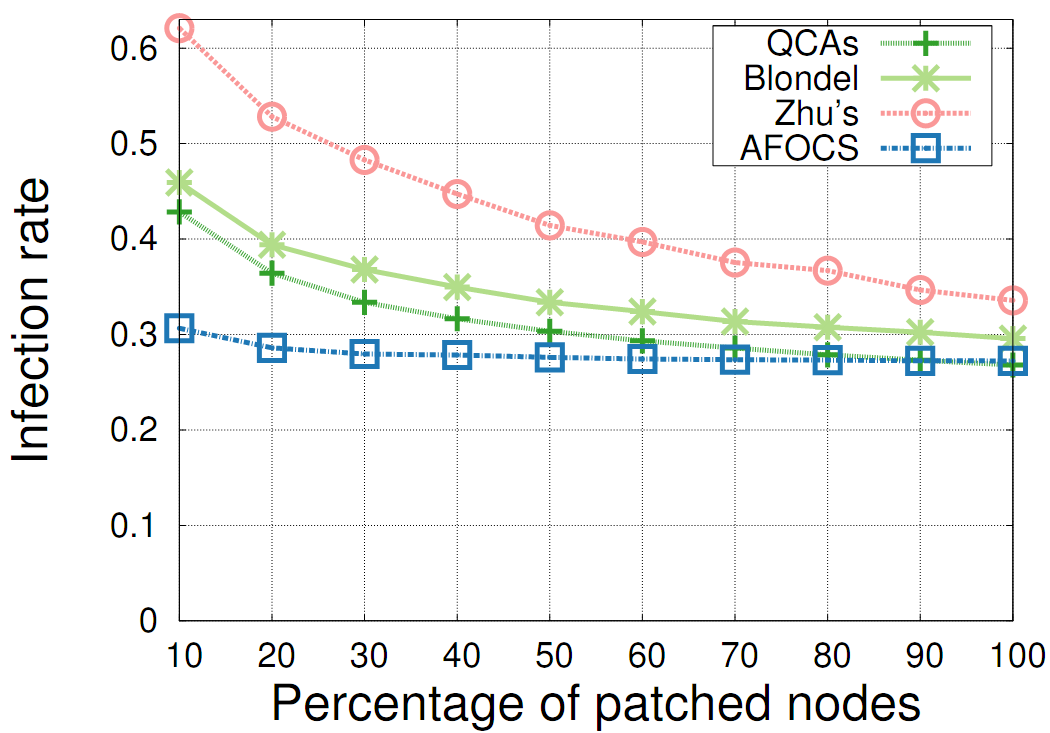 QCAs
Blondel
Zhu's
AFOCS
0.6
0.5
0.4
0.3
0.2
0.1
0
Infection rate
10 20 30 40 50 60 70 80 90 100
Percentage of patched nodes